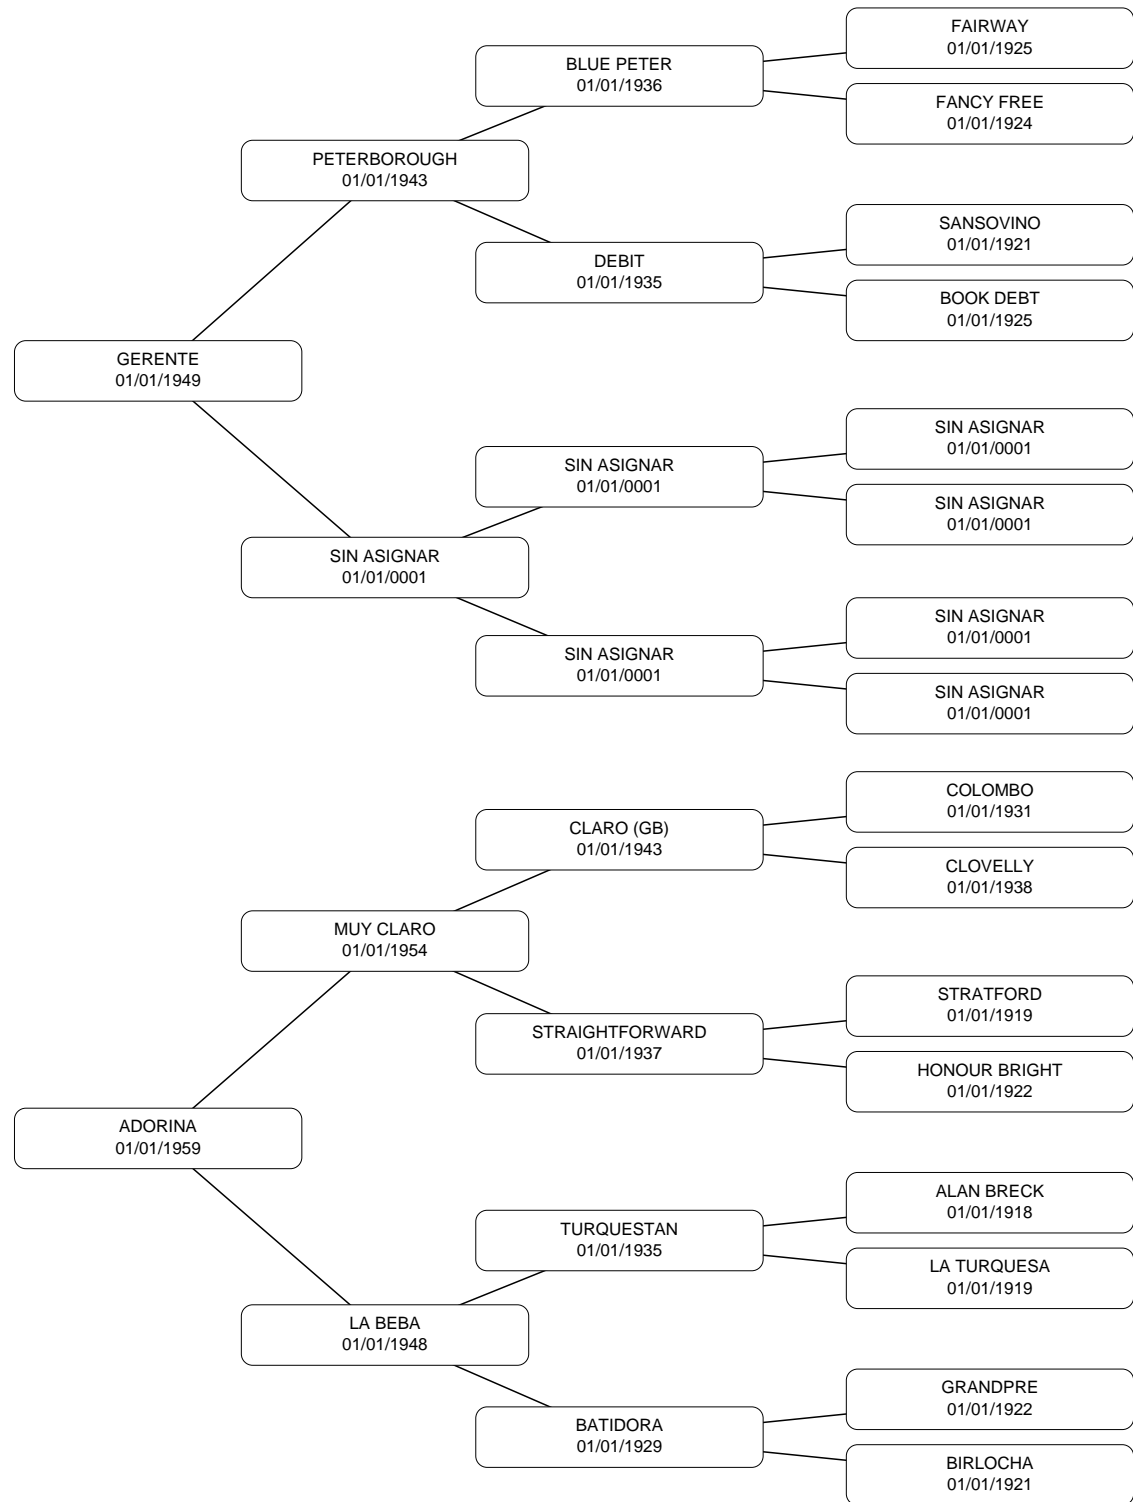 FAIRWAY
01/01/1925
BLUE PETER
01/01/1936
FANCY FREE
01/01/1924
PETERBOROUGH
01/01/1943
SANSOVINO
01/01/1921
DEBIT
01/01/1935
BOOK DEBT
01/01/1925
GERENTE
01/01/1949
SIN ASIGNAR
01/01/0001
SIN ASIGNAR
01/01/0001
SIN ASIGNAR
01/01/0001
SIN ASIGNAR
01/01/0001
SIN ASIGNAR
01/01/0001
SIN ASIGNAR
01/01/0001
SIN ASIGNAR
01/01/0001
COLOMBO
01/01/1931
CLARO (GB)
01/01/1943
CLOVELLY
01/01/1938
MUY CLARO
01/01/1954
STRATFORD
01/01/1919
STRAIGHTFORWARD
01/01/1937
HONOUR BRIGHT
01/01/1922
ADORINA
01/01/1959
ALAN BRECK
01/01/1918
TURQUESTAN
01/01/1935
LA TURQUESA
01/01/1919
LA BEBA
01/01/1948
GRANDPRE
01/01/1922
BATIDORA
01/01/1929
BIRLOCHA
01/01/1921